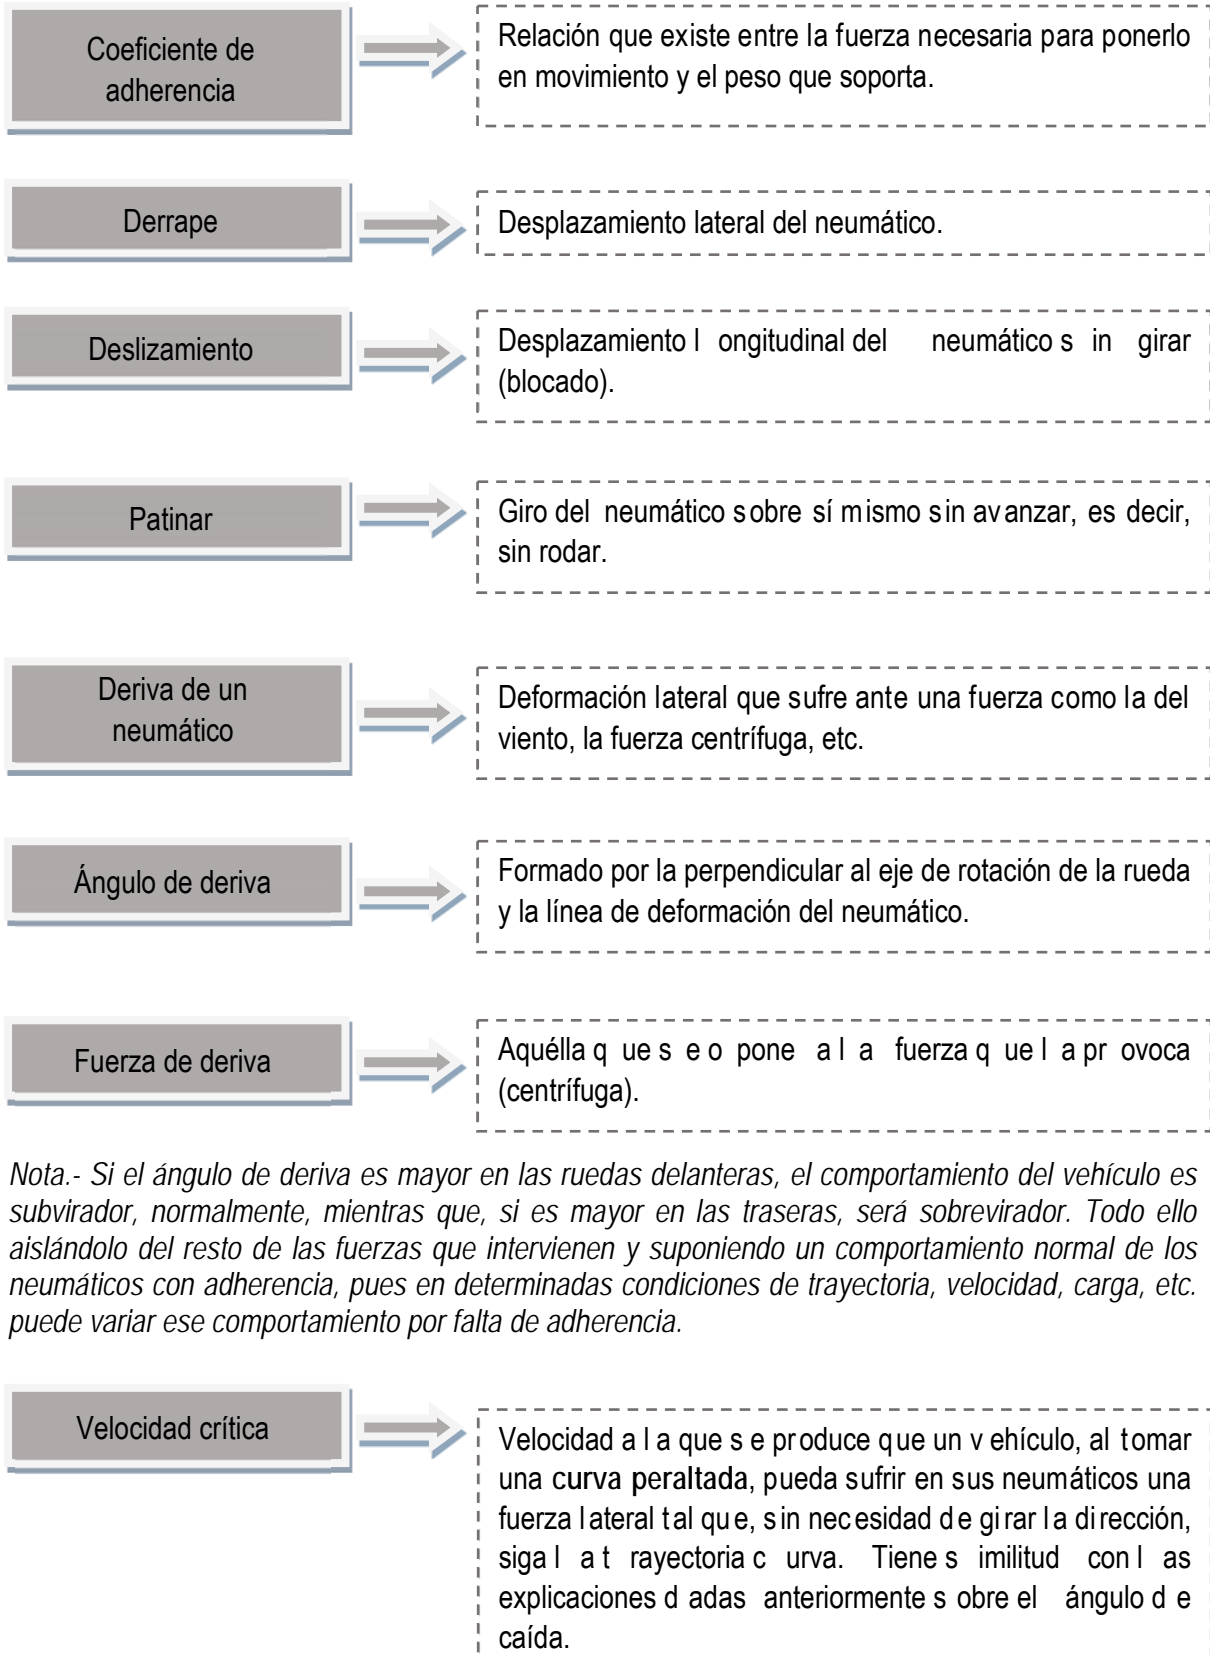 Coeficiente de
adherencia
Relación que existe entre la fuerza necesaria para ponerlo
en movimiento y el peso que soporta.
Derrape
Desplazamiento lateral del neumático.
Deslizamiento
Desplazamiento l ongitudinal del neumático s in girar
(blocado).
Patinar
Giro del neumático sobre sí mismo sin avanzar, es decir,
sin rodar.
Deriva de un
neumático
Deformación lateral que sufre ante una fuerza como la del
viento, la fuerza centrífuga, etc.
Ángulo de deriva
Formado por la perpendicular al eje de rotación de la rueda
y la línea de deformación del neumático.
Fuerza de deriva
Aquélla q ue s e o pone a l a fuerza q ue l a pr ovoca
(centrífuga).
Nota.- Si el ángulo de deriva es mayor en las ruedas delanteras, el comportamiento del vehículo es
subvirador, normalmente, mientras que, si es mayor en las traseras, será sobrevirador. Todo ello
aislándolo del resto de las fuerzas que intervienen y suponiendo un comportamiento normal de los
neumáticos con adherencia, pues en determinadas condiciones de trayectoria, velocidad, carga, etc.
puede variar ese comportamiento por falta de adherencia.
Velocidad crítica
Velocidad a l a que s e produce que un v ehículo, al tomar
una curva peraltada, pueda sufrir en sus neumáticos una
fuerza lateral tal que, sin necesidad de girar la dirección,
siga l a t rayectoria c urva. Tiene s imilitud con l as
explicaciones d adas anteriormente s obre el ángulo d e
caída.